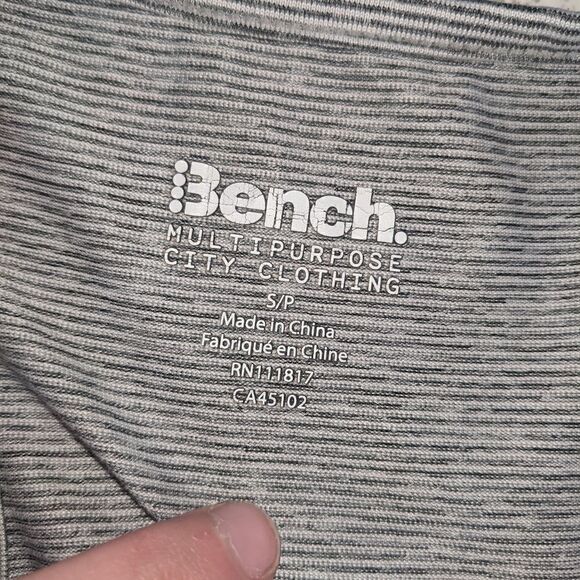 Bench.
MULTIPURPOSE
CITY CLOTHING
S/P
Made in China
Fabriqué en Chine
RN111817
CA45102